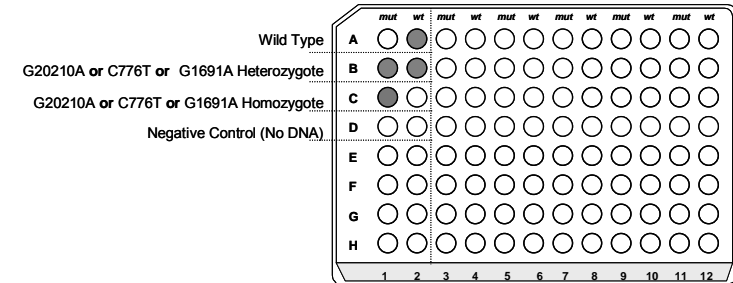 mut wt mut wt mut wt mut wt mut wt mut wt
Wild Type A
G20210A or C776T or G1691A Heterozygote B
G20210A or C776T or G1691A Homozygote C
Negative Control (No DNA) D
E
F
G
H
1 2 3 4 5 6 7 8 9 10 11 12